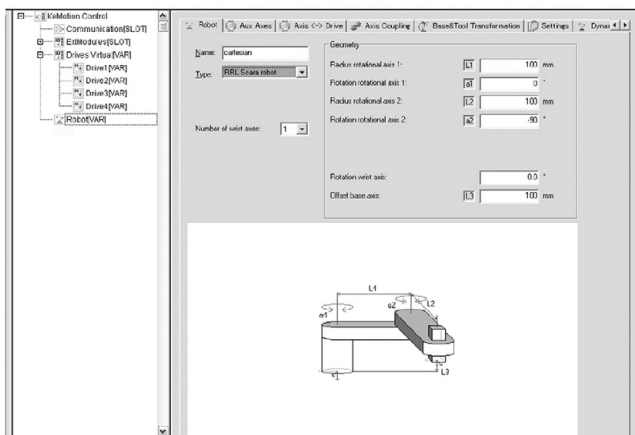 KeMotion Control
Communication[SLOT]
ExtModules[SLOT]
Drives Virtual[VAR]
Drive1[VAR]
Drive2[VAR]
Drive3[VAR]
Drive4[VAR]
Robot[VAR]
Robot
Aux Axes
Axis <-> Drive
Axis Coupling
Base&Tool Transformation
Settings
Dynar
Name:
cartesian
Type:
RRL Scara robot
Number of wrist axes:
1
Geometry
Radius rotational axis 1: L1 100 mm
Rotation rotational axis 1: a1 0 °
Radius rotational axis 2: L2 100 mm
Rotation rotational axis 2: a2 -90 °
Rotation wrist axis: 0.0 °
Offset base axis: L3 100 mm
L1
a1
a2
L2
L3